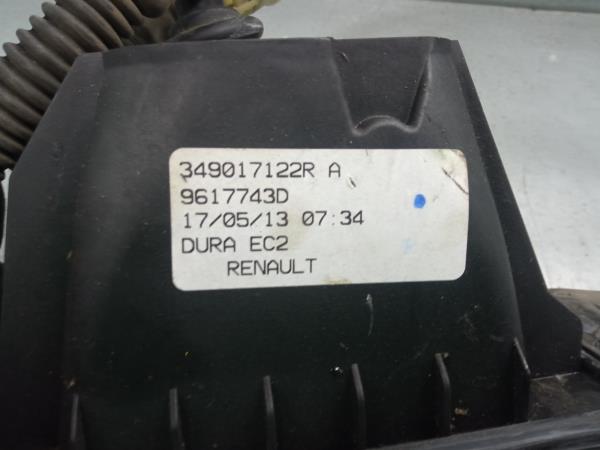 349017122R A
9617743D
17/05/13 07:34
DURA EC2
RENAULT